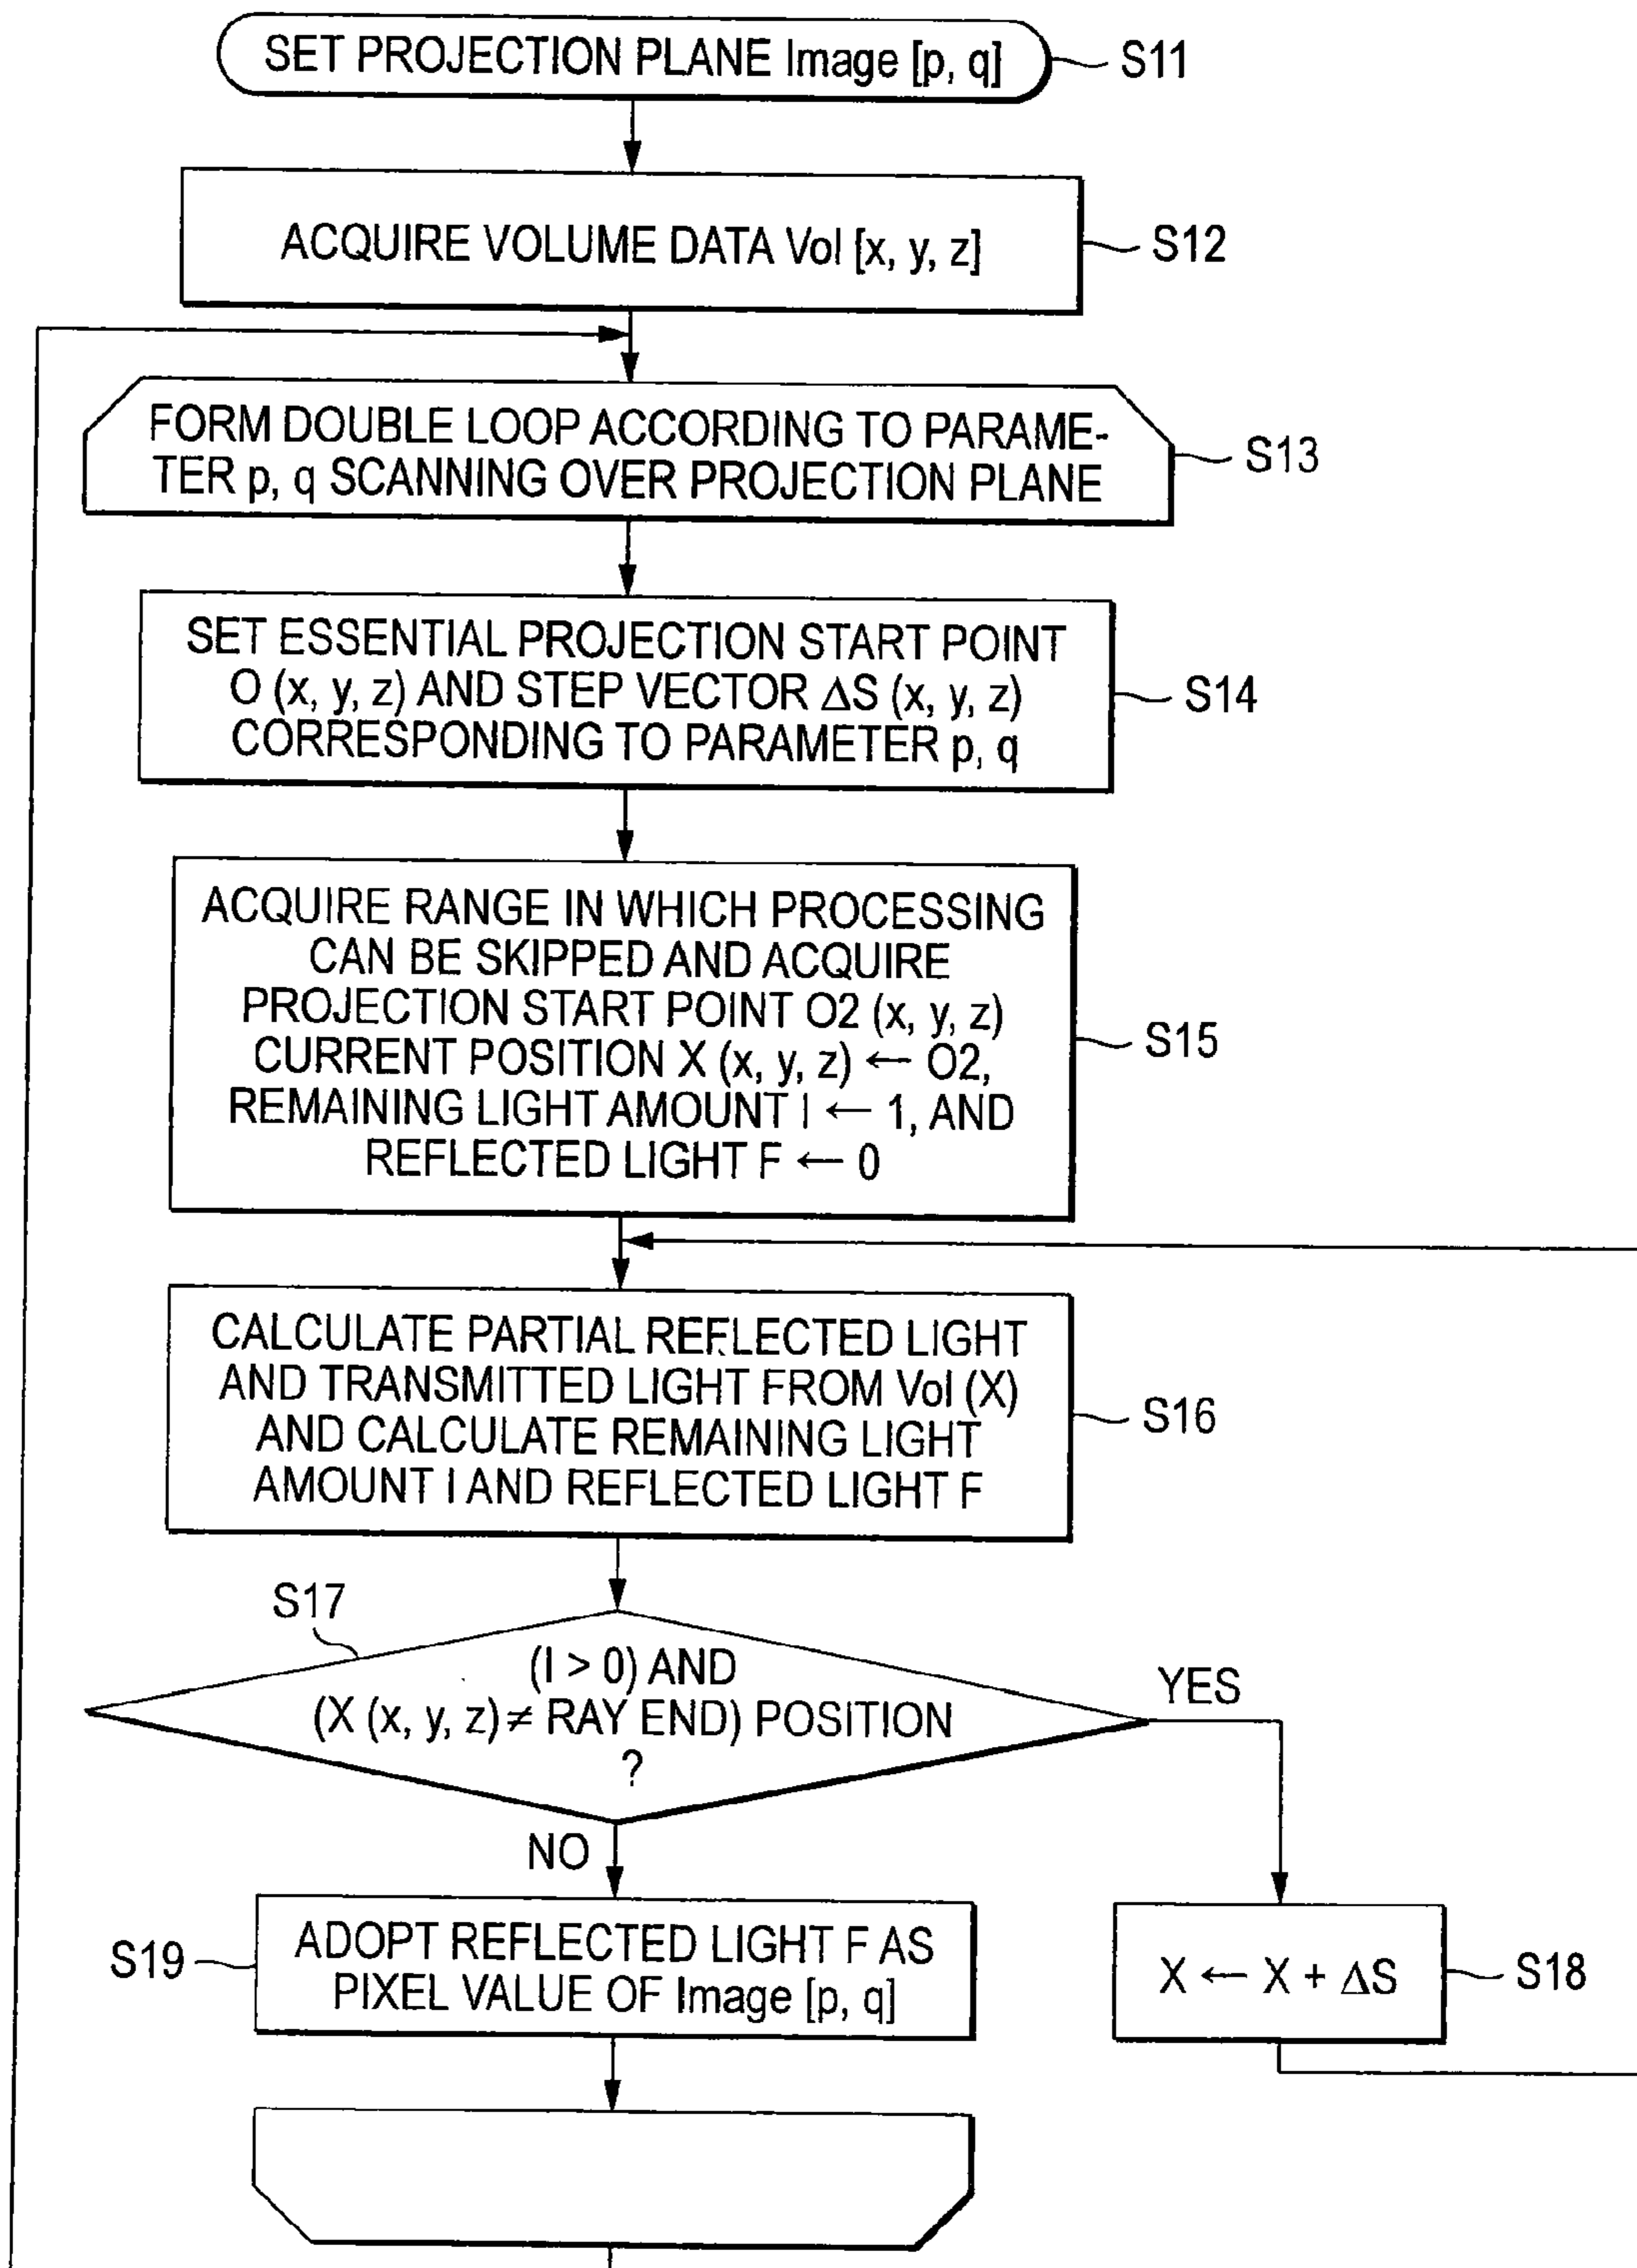 SET PROJECTION PLANE Image [p, q]
S11
ACQUIRE VOLUME DATA Vol [x, y, z]
S12
FORM DOUBLE LOOP ACCORDING TO PARAME-
TER p, q SCANNING OVER PROJECTION PLANE
S13
SET ESSENTIAL PROJECTION START POINT
O (x, y, z) AND STEP VECTOR ΔS (x, y, z)
CORRESPONDING TO PARAMETER p, q
S14
ACQUIRE RANGE IN WHICH PROCESSING
CAN BE SKIPPED AND ACQUIRE
PROJECTION START POINT O2 (x, y, z)
CURRENT POSITION X (x, y, z) ← O2,
REMAINING LIGHT AMOUNT I ← 1, AND
REFLECTED LIGHT F ← 0
S15
CALCULATE PARTIAL REFLECTED LIGHT
AND TRANSMITTED LIGHT FROM Vol (X)
AND CALCULATE REMAINING LIGHT
AMOUNT I AND REFLECTED LIGHT F
S16
S17
(I > 0) AND
(X (x, y, z) ≠ RAY END) POSITION
?
YES
NO
X ← X + ΔS
S18
S19
ADOPT REFLECTED LIGHT F AS
PIXEL VALUE OF Image [p, q]